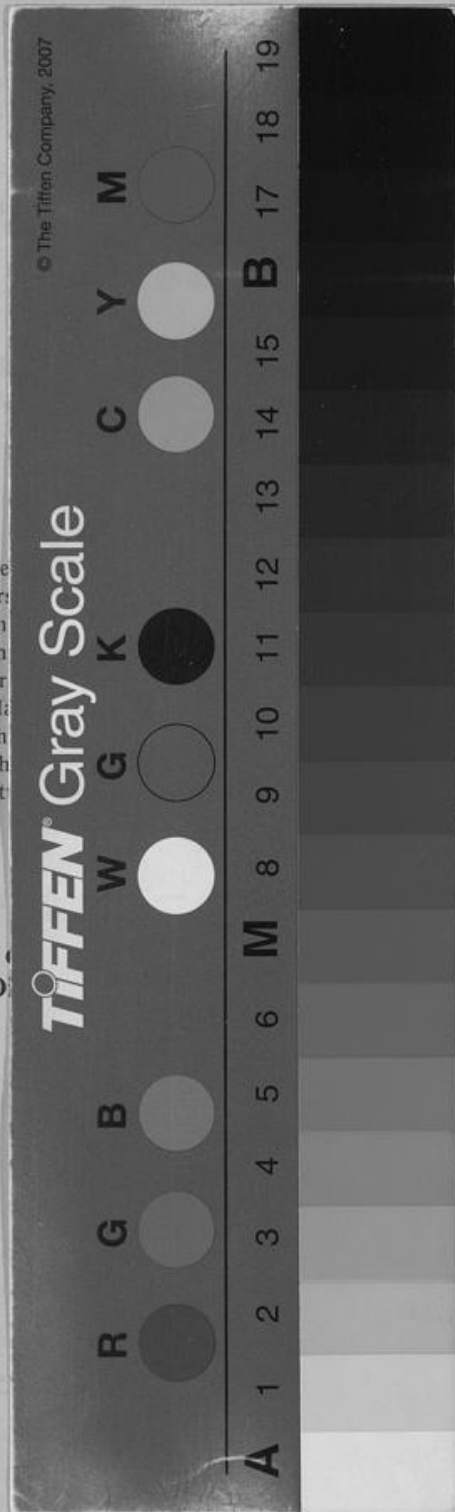 © The Tiffen Company, 2007
TIFFEN® Gray Scale
R G B W G K C Y M
A 1 2 3 4 5 6 M 8 9 10 11 12 13 14 15 B 17 18 19